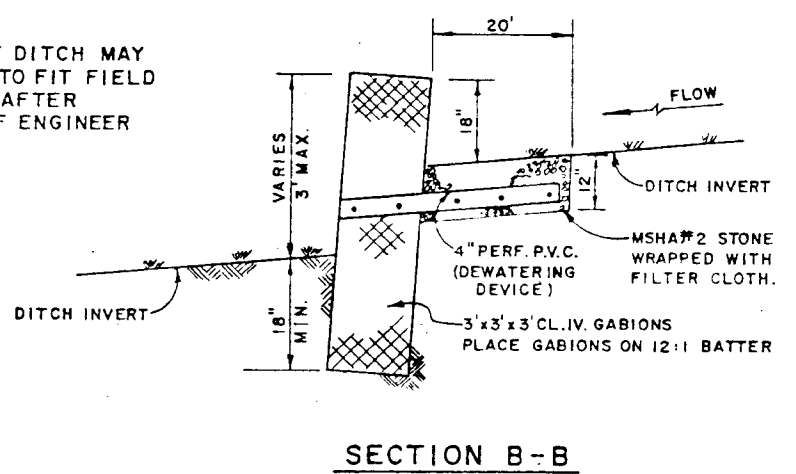 DITCH MAY
TO FIT FIELD
AFTER
ENGINEER
20'
FLOW
18"
VARIES
3' MAX.
12"
DITCH INVERT
MSHA #2 STONE
WRAPPED WITH
FILTER CLOTH.
4" PERF. P.V.C.
(DEWATERING
DEVICE)
DITCH INVERT
18"
MIN.
3'x3'x3' CL. IV. GABIONS
PLACE GABIONS ON 12:1 BATTER
SECTION B-B